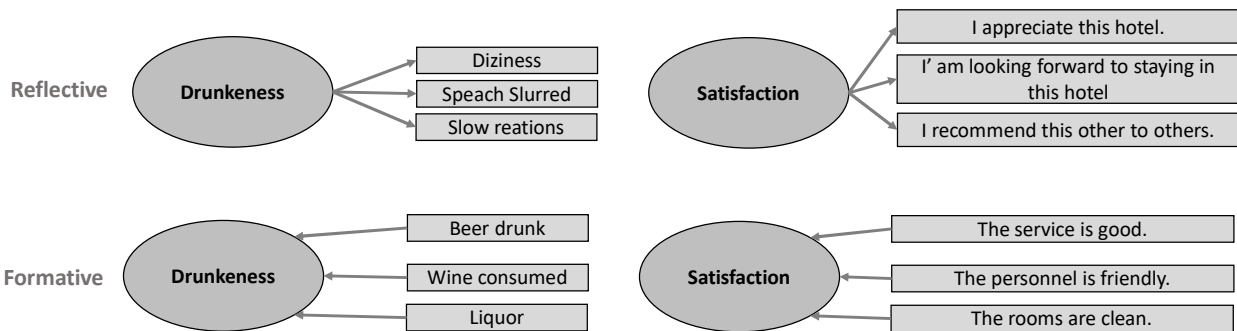 Reflective
Drunkeness
Diziness
Speach Slurred
Slow reations
Satisfaction
I appreciate this hotel.
I' am looking forward to staying in
this hotel
I recommend this other to others.
Formative
Drunkeness
Beer drunk
Wine consumed
Liquor
Satisfaction
The service is good.
The personnel is friendly.
The rooms are clean.